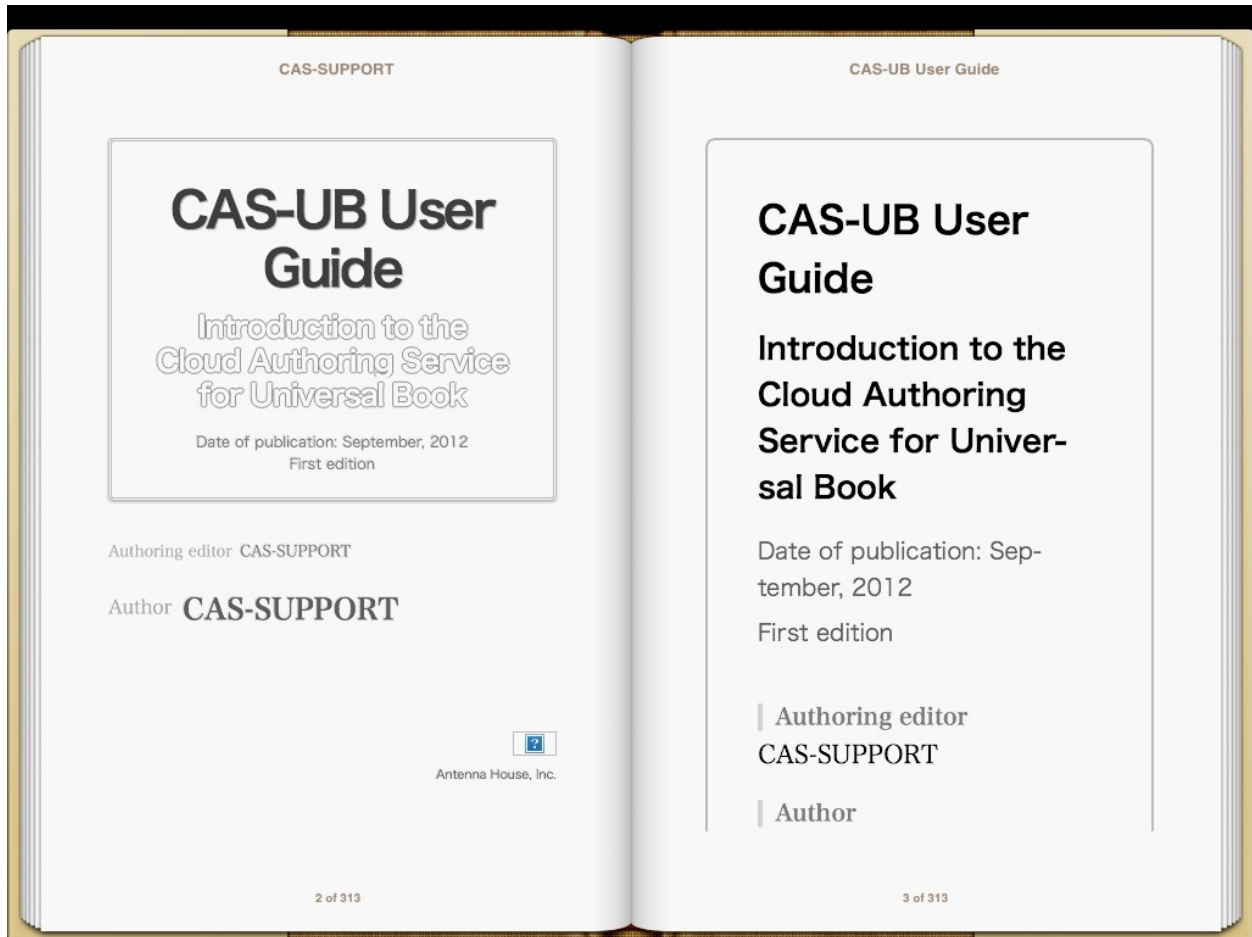 CAS-SUPPORT
CAS-UB User
Guide
Introduction to the
Cloud Authoring Service
for Universal Book
Date of publication: September, 2012
First edition
Authoring editor CAS-SUPPORT
Author CAS-SUPPORT
?
Antenna House, Inc.
2 of 313
CAS-UB User Guide
CAS-UB User
Guide
Introduction to the
Cloud Authoring
Service for Univer-
sal Book
Date of publication: Sep-
tember, 2012
First edition
Authoring editor
CAS-SUPPORT
Author
3 of 313